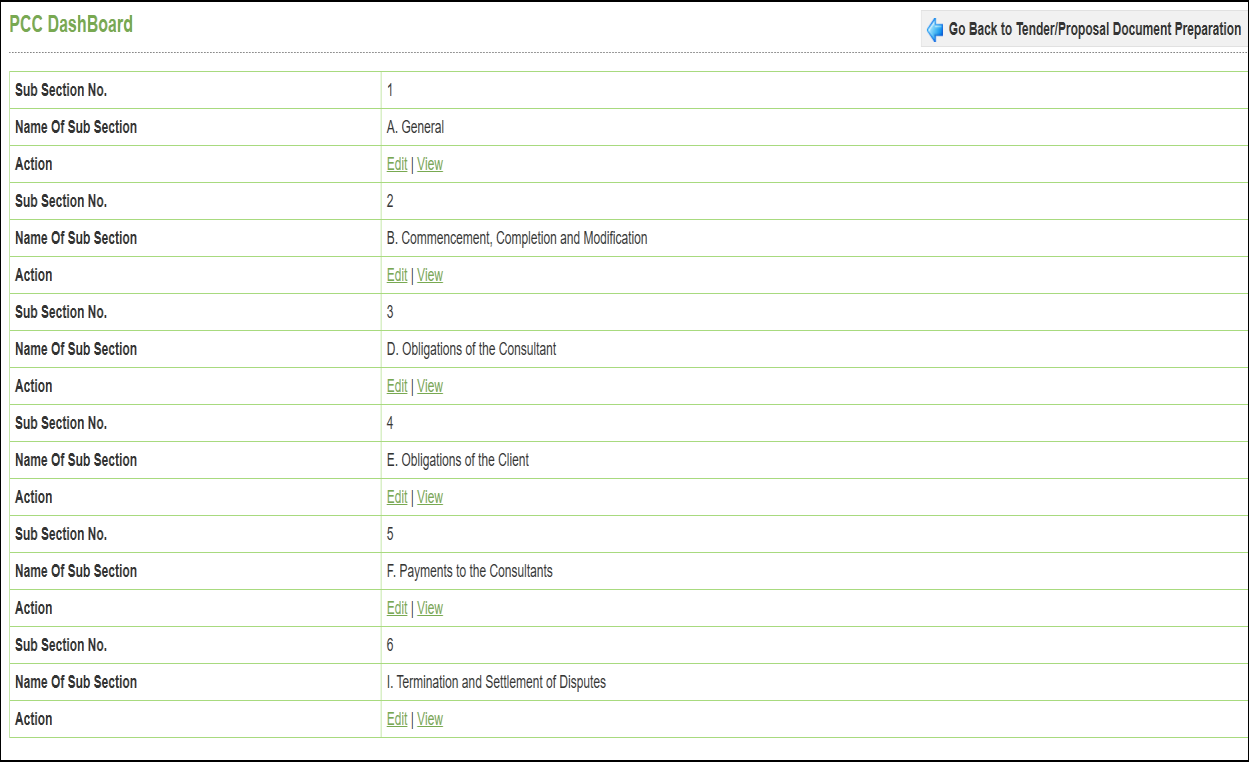 PCC DashBoard
Go Back to Tender/Proposal Document Preparation
Sub Section No. 1
Name Of Sub Section A. General
Action Edit | View
Sub Section No. 2
Name Of Sub Section B. Commencement, Completion and Modification
Action Edit | View
Sub Section No. 3
Name Of Sub Section D. Obligations of the Consultant
Action Edit | View
Sub Section No. 4
Name Of Sub Section E. Obligations of the Client
Action Edit | View
Sub Section No. 5
Name Of Sub Section F. Payments to the Consultants
Action Edit | View
Sub Section No. 6
Name Of Sub Section I. Termination and Settlement of Disputes
Action Edit | View